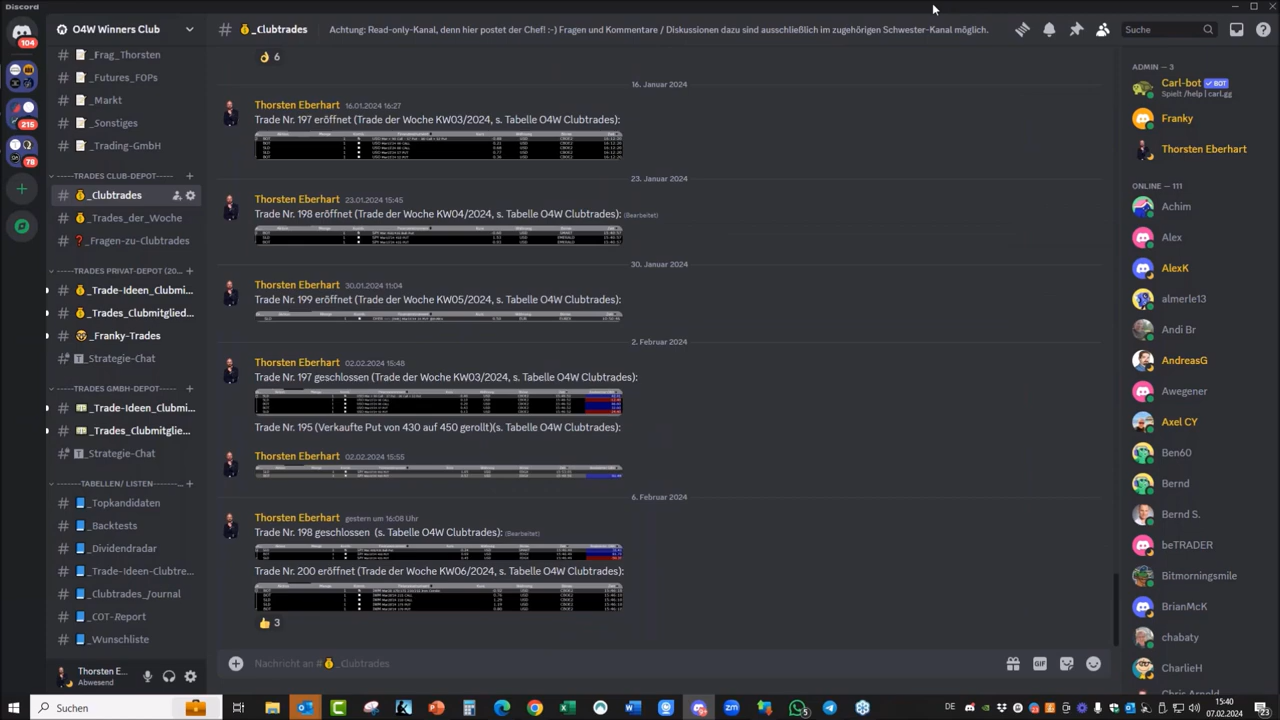 Discord
O4W Winners Club
# _Clubtrades
Achtung: Read-only-Kanal, denn hier postet der Chef! :-) Fragen und Kommentare / Diskussionen dazu sind ausschließlich im zugehörigen Schwester-Kanal möglich.
Suche
104
215
78
# _Frag_Thorsten
# _Futures_FOPs
# _Markt
# _Sonstiges
# _Trading-GmbH
TRADES CLUB-DEPOT
# _Clubtrades
# _Trades_der_Woche
# _Fragen-zu-Clubtrades
-----TRADES PRIVAT-DEPOT (20...
# _Trade-Ideen_Clubmi...
# _Trades_Clubmitglied...
# _Franky-Trades
_Strategie-Chat
# _Trade-Ideen_Clubmi...
# _Trades_Clubmitglie...
_Strategie-Chat
# _Topkandidaten
# _Backtests
# _Dividendradar
# _Trade-Ideen-Clubtre...
# _Clubtrades_Journal
# _COT-Report
# _Wunschliste
Thorsten E...
Abwesend
6
16. Januar 2024
Thorsten Eberhart 16.01.2024 16:27
Trade Nr. 197 eröffnet (Trade der Woche KW03/2024, s. Tabelle O4W Clubtrades):
23. Januar 2024
Thorsten Eberhart 23.01.2024 15:45
Trade Nr. 198 eröffnet (Trade der Woche KW04/2024, s. Tabelle O4W Clubtrades): (Bearbeitet)
30. Januar 2024
Thorsten Eberhart 30.01.2024 11:04
Trade Nr. 199 eröffnet (Trade der Woche KW05/2024, s. Tabelle O4W Clubtrades):
2. Februar 2024
Thorsten Eberhart 02.02.2024 15:48
Trade Nr. 197 geschlossen (Trade der Woche KW03/2024, s. Tabelle O4W Clubtrades):
Trade Nr. 195 (Verkaufte Put von 430 auf 450 gerollt)(s. Tabelle O4W Clubtrades):
Thorsten Eberhart 02.02.2024 15:55
6. Februar 2024
Thorsten Eberhart gestern um 16:08 Uhr
Trade Nr. 198 geschlossen (s. Tabelle O4W Clubtrades): (Bearbeitet)
Trade Nr. 200 eröffnet (Trade der Woche KW06/2024, s. Tabelle O4W Clubtrades):
3
Nachricht an # _Clubtrades
GIF
ADMIN — 3
Carl-bot BOT
Spielt /help | carl.gg
Franky
Thorsten Eberhart
ONLINE — 111
Achim
Alex
AlexK
almerle13
Andi Br
AndreasG
Awegener
Axel CY
Ben60
Bernd
Bernd S.
beTRADER
Bitmorningsmile
BrianMcK
chabaty
CharlieH
Chris Arnold
Suchen
DE
15:40
07.02.2024